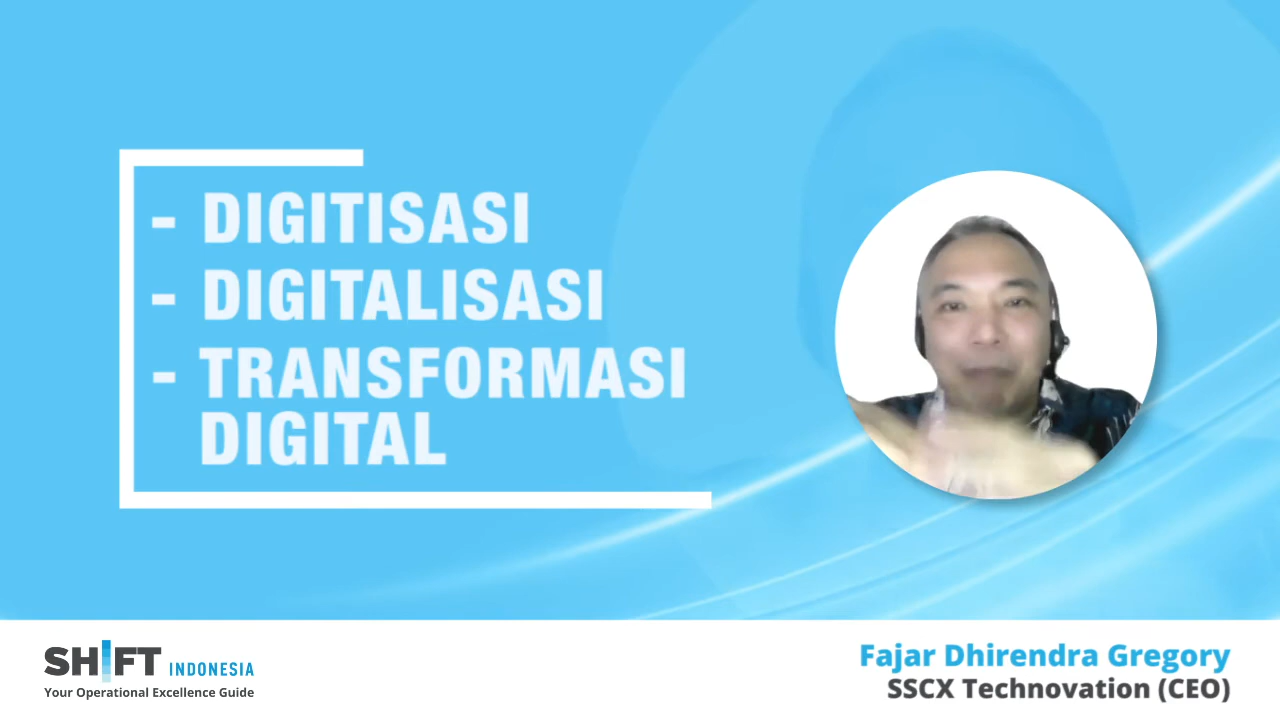 - DIGITISASI
- DIGITALISASI
- TRANSFORMASI
DIGITAL
SHIFT INDONESIA
Your Operational Excellence Guide
Fajar Dhirendra Gregory
SSCX Technovation (CEO)